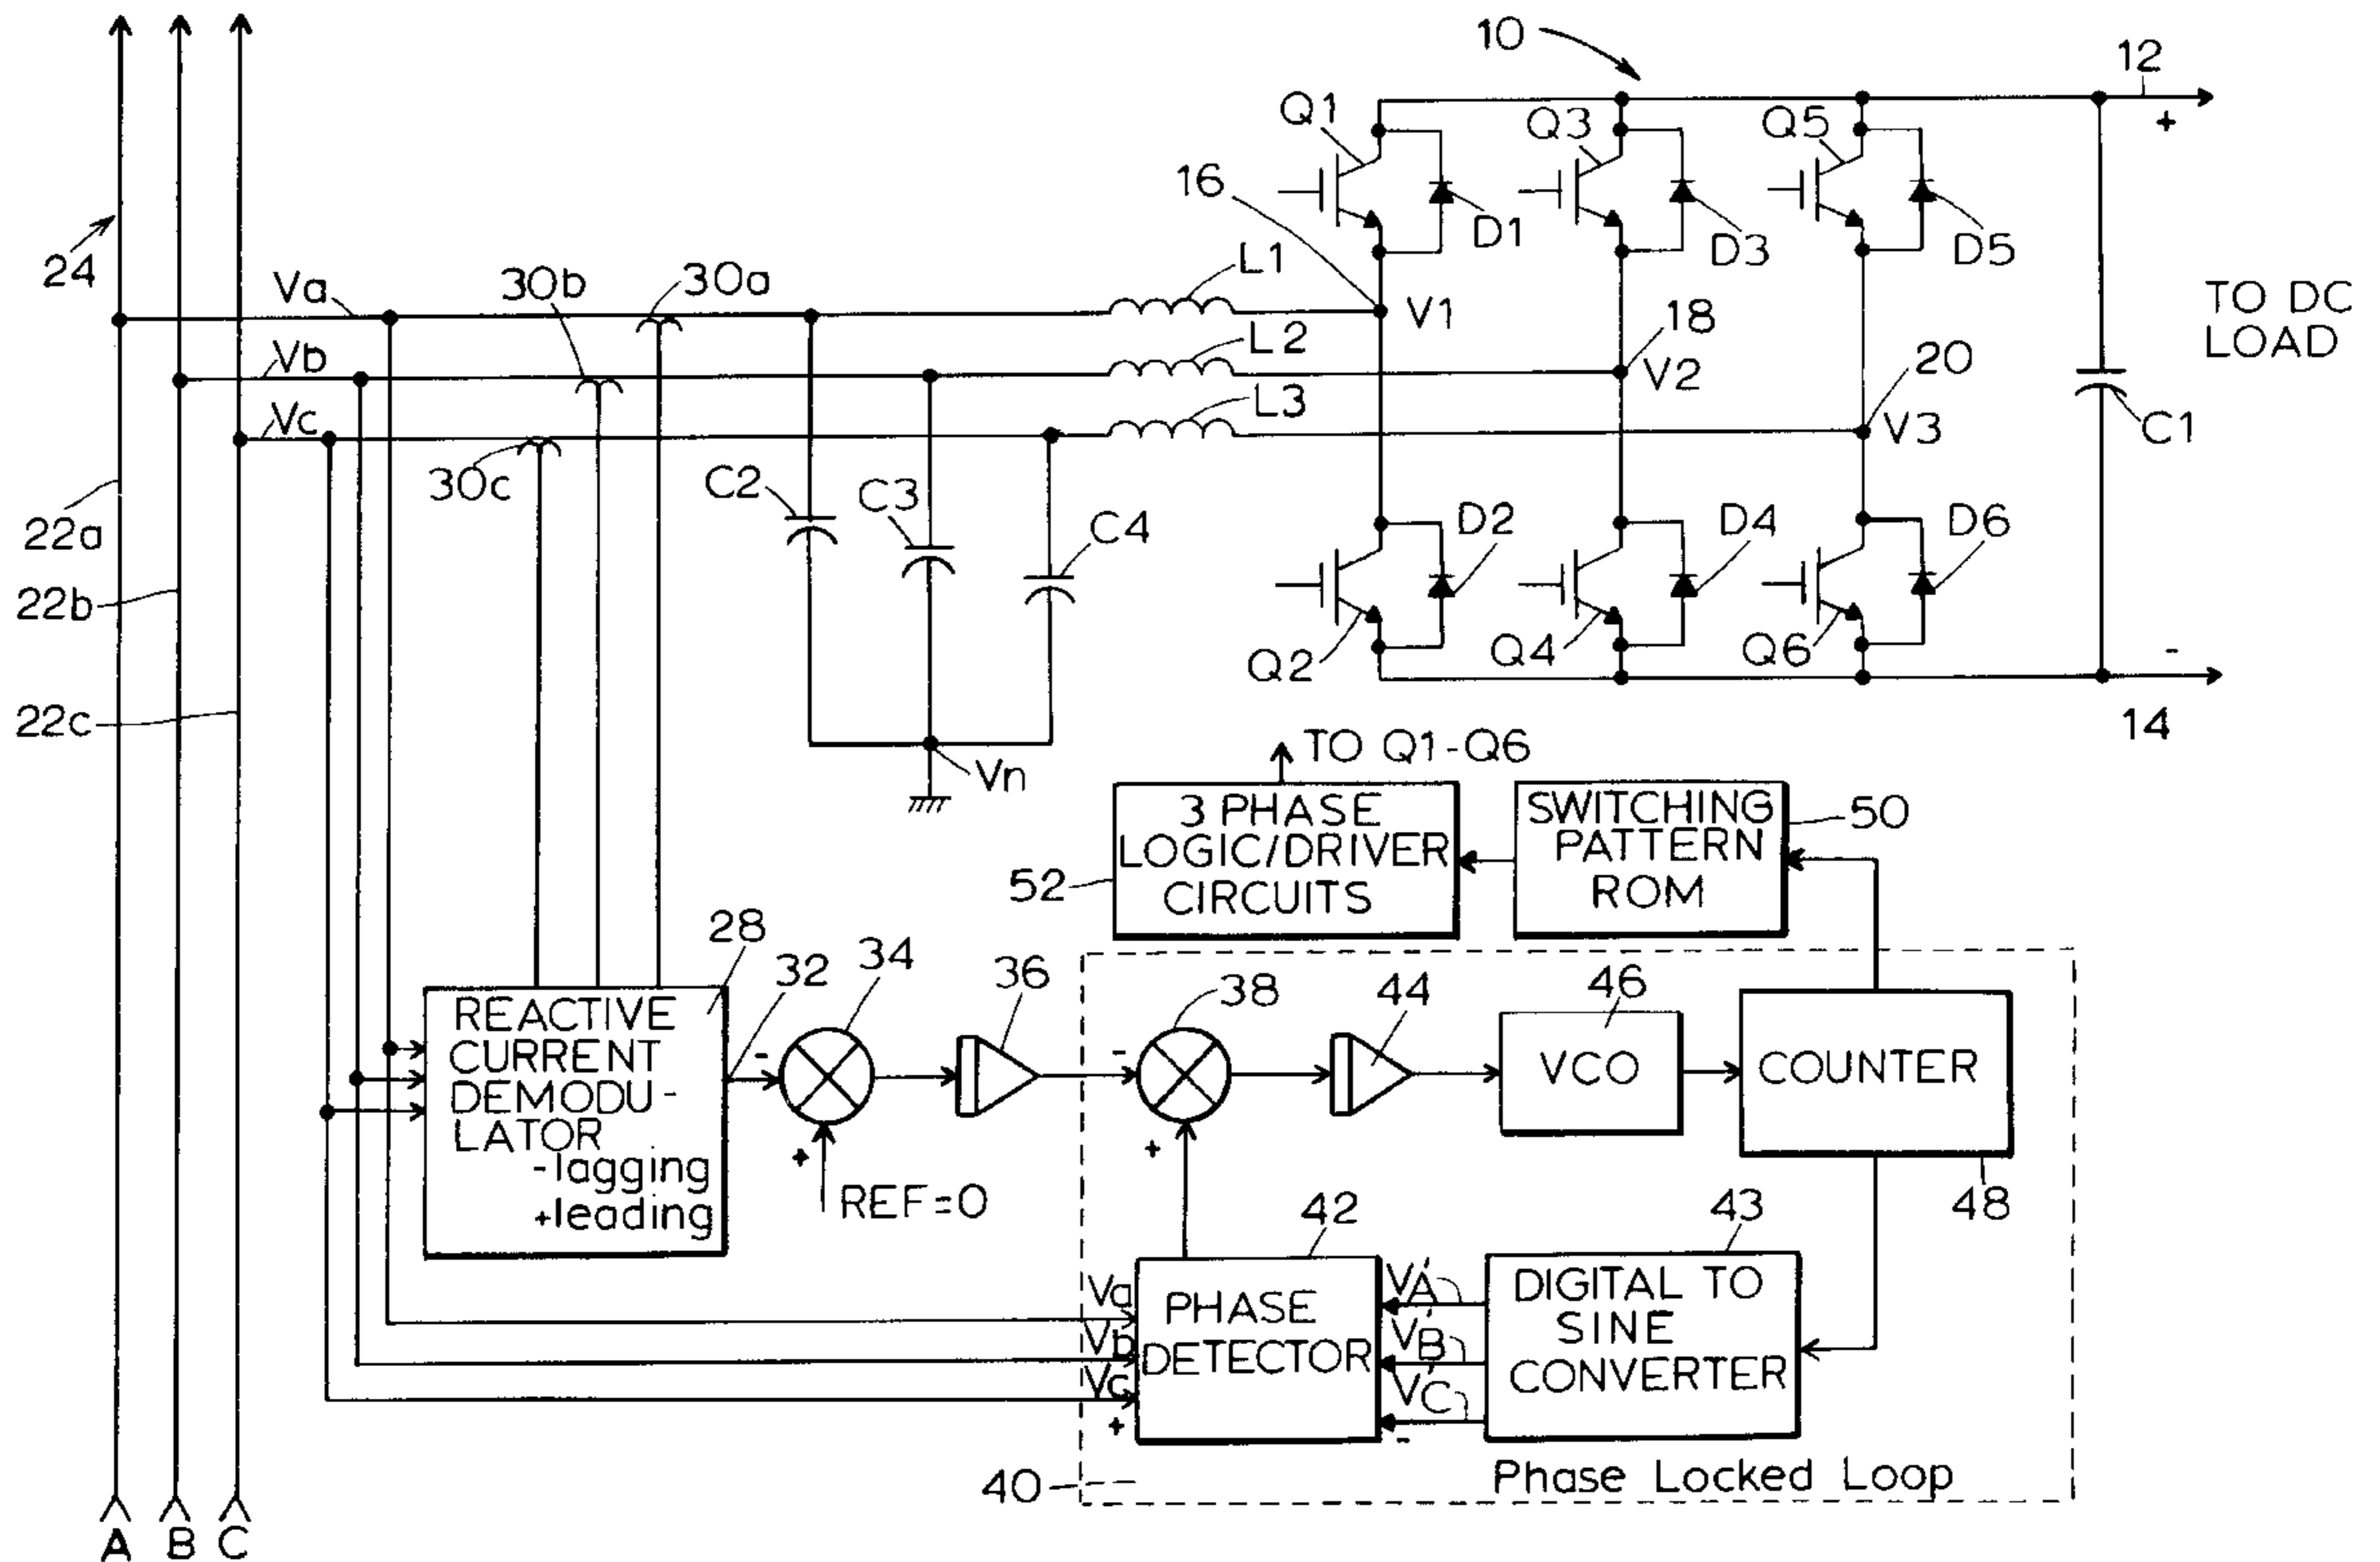 10
12
+
Q1
Q3
Q5
16
D1
D3
D5
24
Va
30b
30a
L1
V1
TO DC
LOAD
Vb
L2
18
V2
20
Vc
L3
V3
C1
30c
C2
C3
C4
22a
D2
D4
D6
22b
Q2
Q4
Q6
-
22c
14
Vn
TO Q1-Q6
3 PHASE
LOGIC/DRIVER
CIRCUITS
52
SWITCHING
PATTERN
ROM
50
28
32
34
36
38
44
46
REACTIVE
CURRENT
DEMODU-
LATOR
-lagging
+leading
-
+
REF=0
-
+
VCO
COUNTER
48
42
43
Va
Vb
Vc
+
PHASE
DETECTOR
VA'
VB'
VC'
-
DIGITAL TO
SINE
CONVERTER
40
Phase Locked Loop
A
B
C